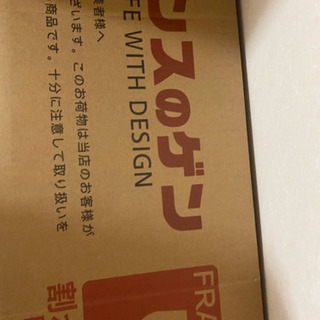 ンスのゲン
FE WITH DESIGN
業者様へ
ざいます。このお荷物は当店のお客様が
商品です。十分に注意して取り扱いを
FRA
割